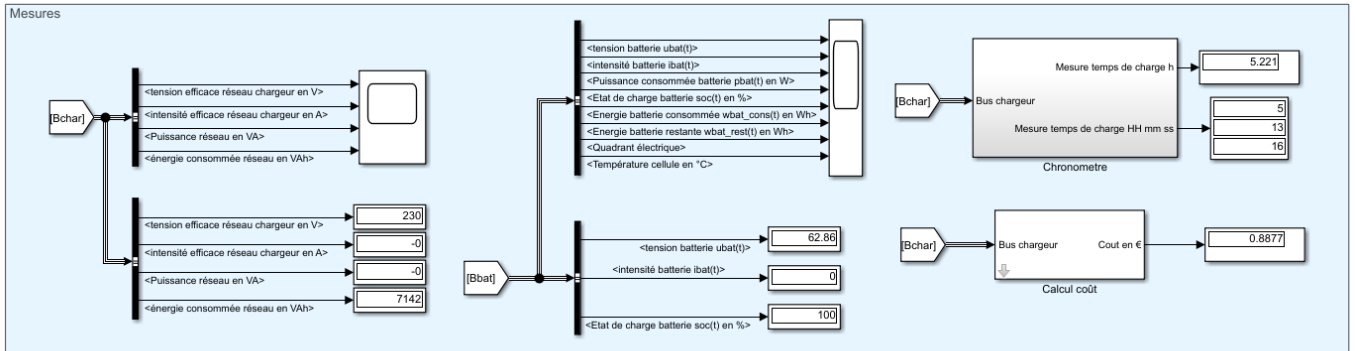 Mesures
[Bchar]
<tension efficace réseau chargeur en V>
<intensité efficace réseau chargeur en A>
<Puissance réseau en VA>
<énergie consommée réseau en VAh>
<tension efficace réseau chargeur en V>
230
<intensité efficace réseau chargeur en A>
-0
<Puissance réseau en VA>
-0
<énergie consommée réseau en VAh>
7142
[Bbat]
<tension batterie ubat(t)>
<intensité batterie ibat(t)>
<Puissance consommée batterie pbat(t) en W>
<Etat de charge batterie soc(t) en %>
<Energie batterie consommée wbat_cons(t) en Wh>
<Energie batterie restante wbat_rest(t) en Wh>
<Quadrant électrique>
<Température cellule en °C>
<tension batterie ubat(t)>
62.86
<intensité batterie ibat(t)>
0
<Etat de charge batterie soc(t) en %>
100
[Bchar]
Bus chargeur
Mesure temps de charge h
5.221
Mesure temps de charge HH mm ss
5
13
16
Chronometre
[Bchar]
Bus chargeur
Cout en €
0.8877
Calcul coût